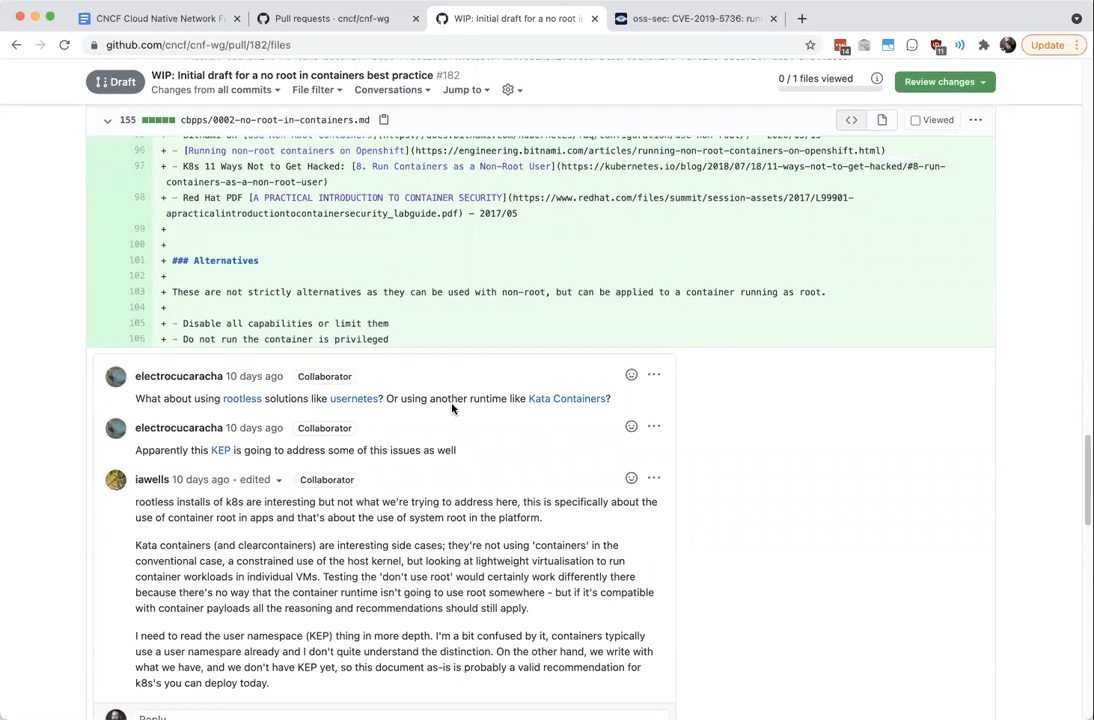 CNCF Cloud Native Network F
Pull requests · cncf/cnf-wg
WIP: Initial draft for a no root in
oss-sec: CVE-2019-5736: run
github.com/cncf/cnf-wg/pull/182/files
14
11
Update
Draft
WIP: Initial draft for a no root in containers best practice #182
Changes from all commits
File filter
Conversations
Jump to
0 / 1 files viewed
Review changes
155
cbpps/0002-no-root-in-containers.md
Viewed
96 + - [Running non-root containers on Openshift](https://engineering.bitnami.com/articles/running-non-root-containers-on-openshift.html)
97 + - K8s 11 Ways Not to Get Hacked: [8. Run Containers as a Non-Root User](https://kubernetes.io/blog/2018/07/18/11-ways-not-to-get-hacked/#8-run-
containers-as-a-non-root-user)
98 + - Red Hat PDF [A PRACTICAL INTRODUCTION TO CONTAINER SECURITY](https://www.redhat.com/files/summit/session-assets/2017/L99901-
apracticalintroductiontocontainersecurity_labguide.pdf) - 2017/05
99 +
100 +
101 + ### Alternatives
102 +
103 + These are not strictly alternatives as they can be used with non-root, but can be applied to a container running as root.
104 +
105 + - Disable all capabilities or limit them
106 + - Do not run the container is privileged
electrocucaracha 10 days ago Collaborator
What about using rootless solutions like usernetes? Or using another runtime like Kata Containers?
electrocucaracha 10 days ago Collaborator
Apparently this KEP is going to address some of this issues as well
iawells 10 days ago · edited Collaborator
rootless installs of k8s are interesting but not what we're trying to address here, this is specifically about the
use of container root in apps and that's about the use of system root in the platform.
Kata containers (and clearcontainers) are interesting side cases; they're not using 'containers' in the
conventional case, a constrained use of the host kernel, but looking at lightweight virtualisation to run
container workloads in individual VMs. Testing the 'don't use root' would certainly work differently there
because there's no way that the container runtime isn't going to use root somewhere - but if it's compatible
with container payloads all the reasoning and recommendations should still apply.
I need to read the user namespace (KEP) thing in more depth. I'm a bit confused by it, containers typically
use a user namespare already and I don't quite understand the distinction. On the other hand, we write with
what we have, and we don't have KEP yet, so this document as-is is probably a valid recommendation for
k8s's you can deploy today.
Reply